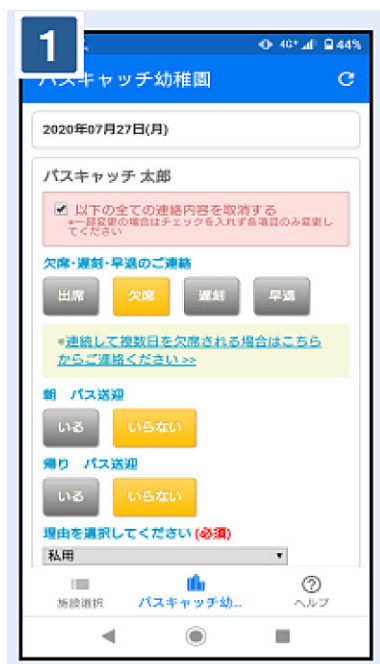 1
4G+ 44%
バスキャッチ幼稚園
2020年07月27日(月)
バスキャッチ 太郎
以下の全ての連絡内容を取消する
*一部変更の場合はチェックを入れず各項目のみ変更し
てください
欠席・遅刻・早退のご連絡
出席 欠席 遅刻 早退
*連続して複数日を欠席される場合はこちら
からご連絡ください >>
朝 バス送迎
いる いらない
帰り バス送迎
いる いらない
理由を選択してください (必須)
私用
施設選択 バスキャッチ幼... ヘルプ